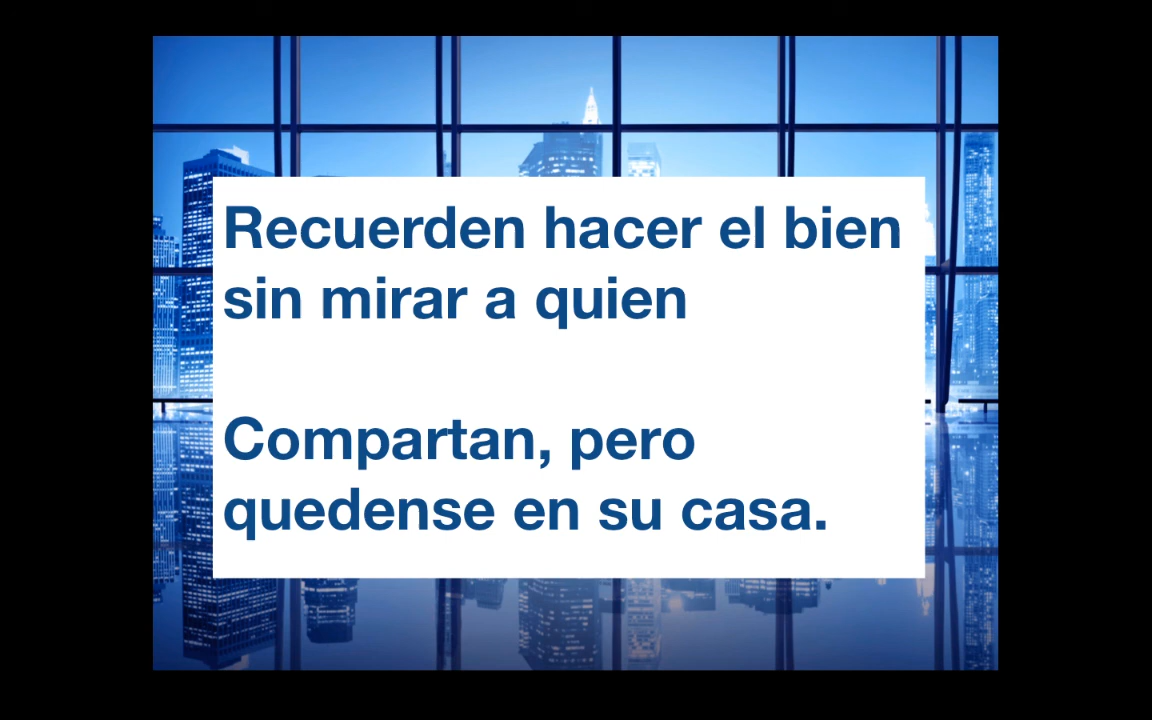 Recuerden hacer el bien
sin mirar a quien
Compartan, pero
quedense en su casa.